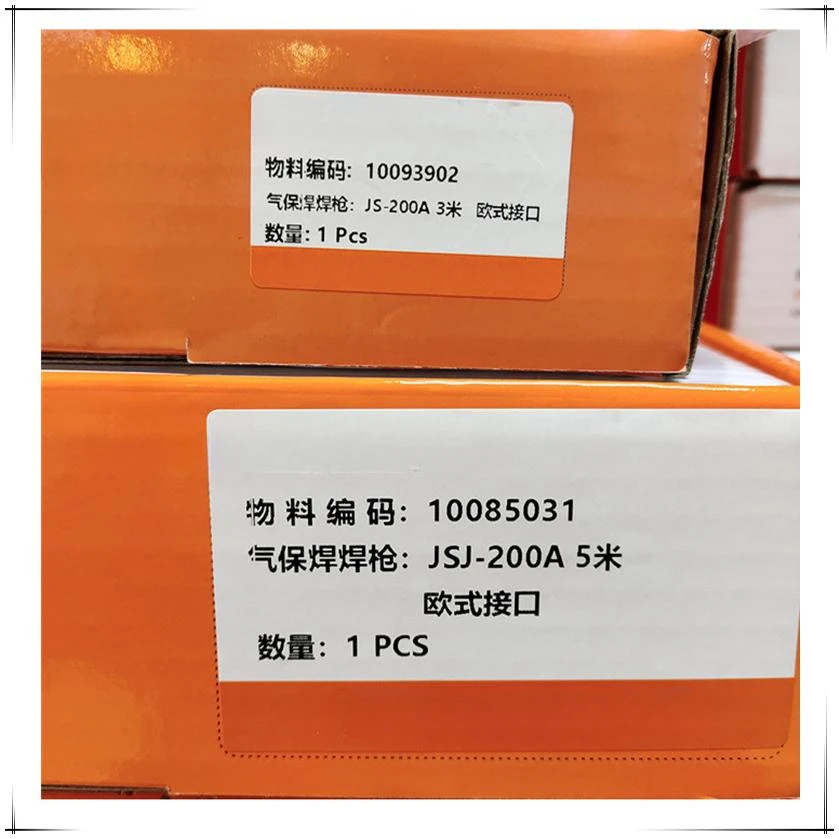 物料编码: 10093902
气保焊焊枪: JS-200A 3米 欧式接口
数量: 1 Pcs
物料编码: 10085031
气保焊焊枪: JSJ-200A 5米
欧式接口
数量: 1 PCS